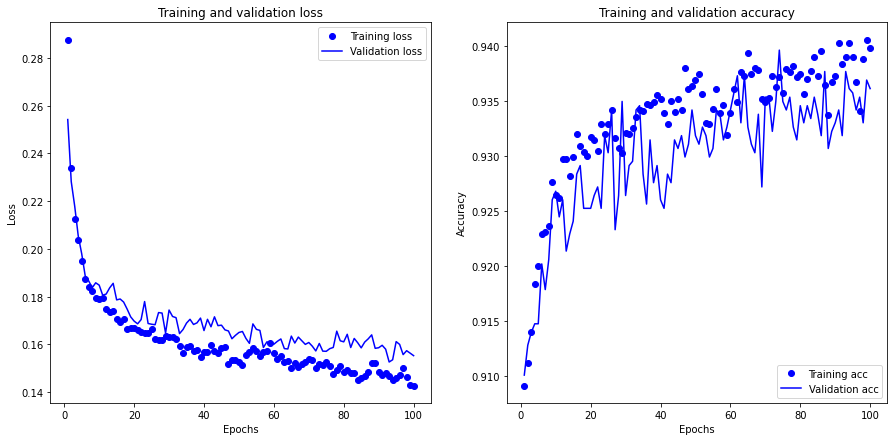 Training and validation loss
Training loss
Validation loss
0.28
0.26
0.24
0.22
0.20
0.18
0.16
0.14
Loss
0 20 40 60 80 100
Epochs
Training and validation accuracy
0.940
0.935
0.930
0.925
0.920
0.915
0.910
Accuracy
Training acc
Validation acc
0 20 40 60 80 100
Epochs